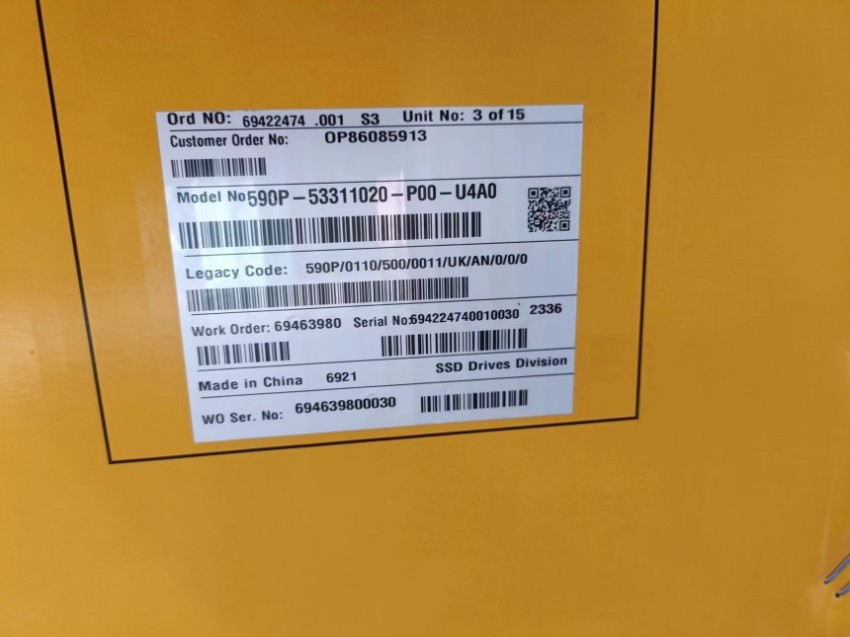 Ord NO: 69422474 .001 S3 Unit No: 3 of 15
Customer Order No: OP86085913
Model No 590P-53311020-P00-U4A0
Legacy Code: 590P/0110/500/0011/UK/AN/0/0/0
Work Order: 69463980 Serial No: 694224740010030 2336
SSD Drives Division
Made in China 6921
WO Ser. No: 694639800030